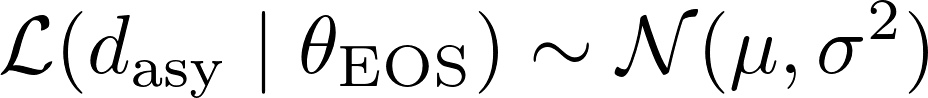 ℒ(d_asy | θ_EOS) ∼ 𝒩(μ, σ²)